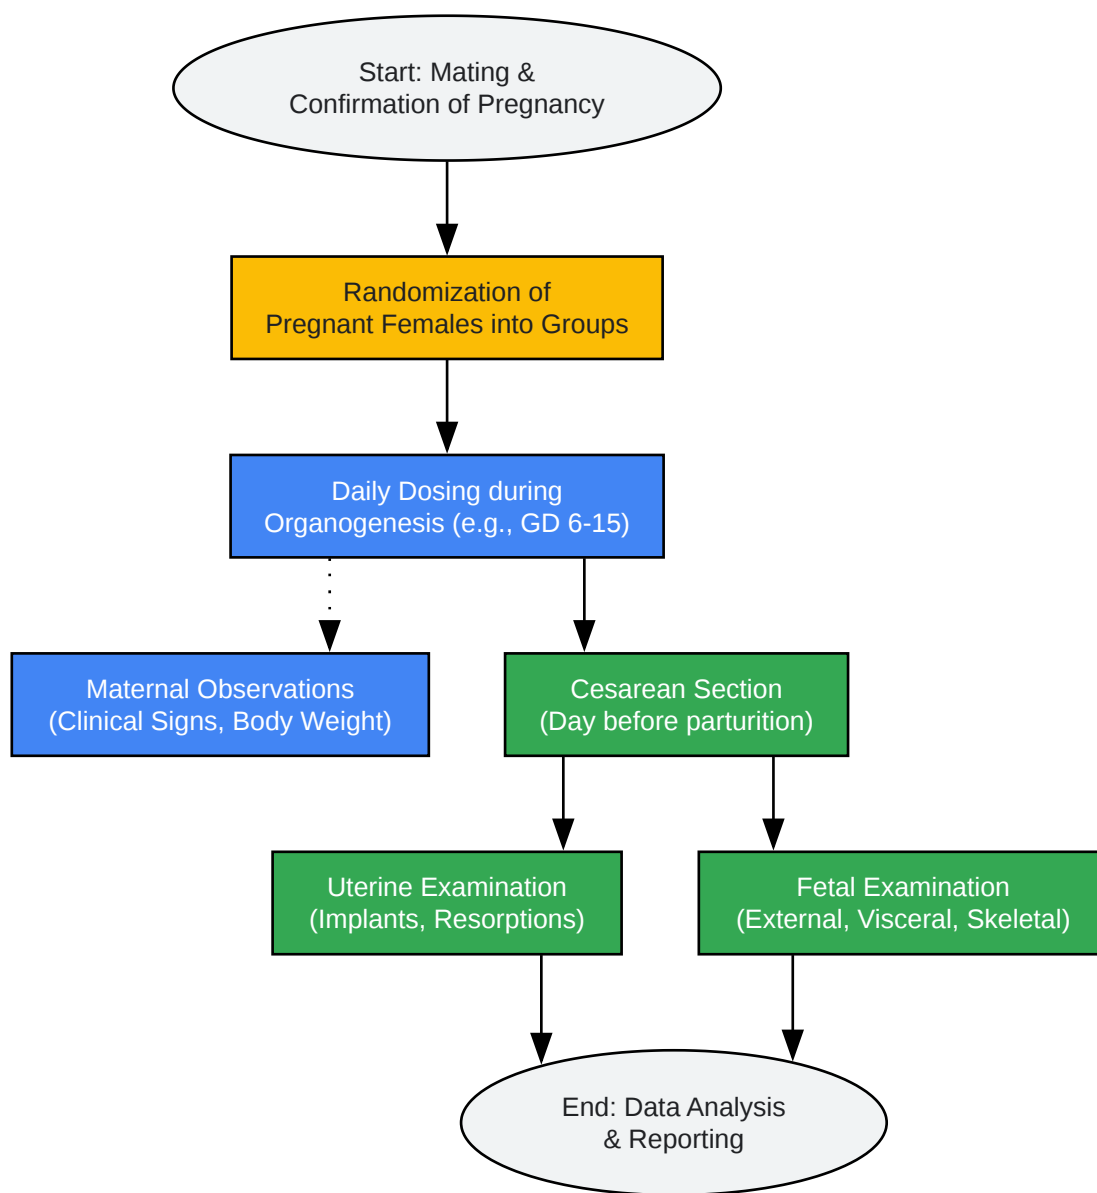 Start: Mating &
Confirmation of Pregnancy
Randomization of
Pregnant Females into Groups
Daily Dosing during
Organogenesis (e.g., GD 6-15)
Maternal Observations
(Clinical Signs, Body Weight)
Cesarean Section
(Day before parturition)
Uterine Examination
(Implants, Resorptions)
Fetal Examination
(External, Visceral, Skeletal)
End: Data Analysis
& Reporting